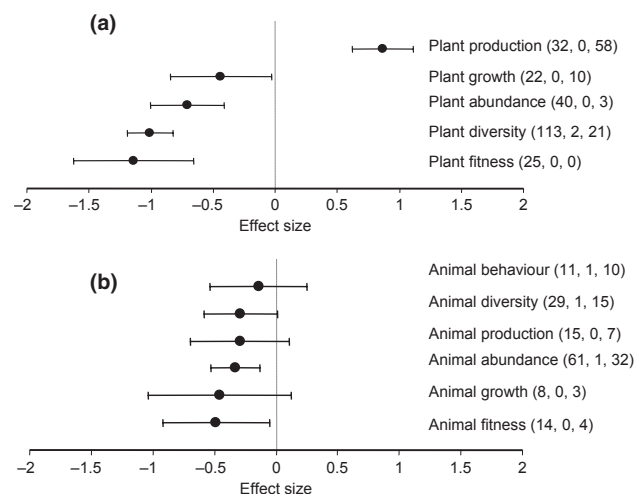 (a)
Plant production (32, 0, 58)
Plant growth (22, 0, 10)
Plant abundance (40, 0, 3)
Plant diversity (113, 2, 21)
Plant fitness (25, 0, 0)
–2 –1 –0.5 0 0.5 1 1.5 2
Effect size
(b)
Animal behaviour (11, 1, 10)
Animal diversity (29, 1, 15)
Animal production (15, 0, 7)
Animal abundance (61, 1, 32)
Animal growth (8, 0, 3)
Animal fitness (14, 0, 4)
–2 –1.5 –1 –0.5 0 0.5 1 1.5 2
Effect size